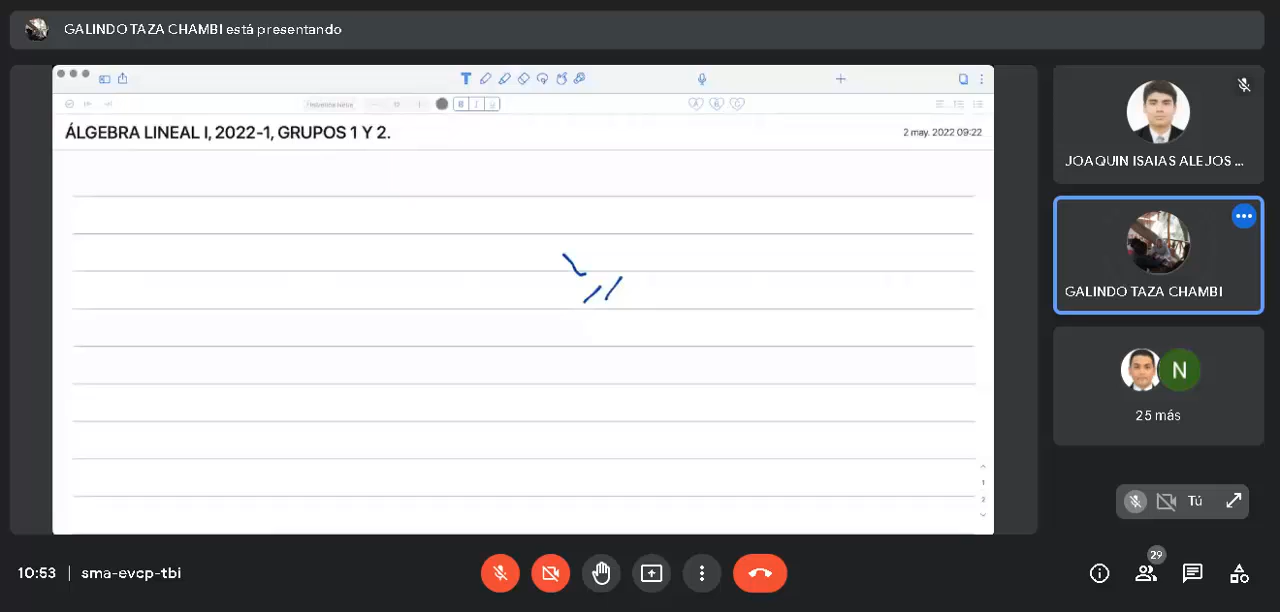 GALINDO TAZA CHAMBI está presentando
ÁLGEBRA LINEAL I, 2022-1, GRUPOS 1 Y 2.
2 may. 2022 09:22
1
2
JOAQUIN ISAIAS ALEJOS ...
GALINDO TAZA CHAMBI
N
25 más
Tú
10:53 | sma-evcp-tbi
29